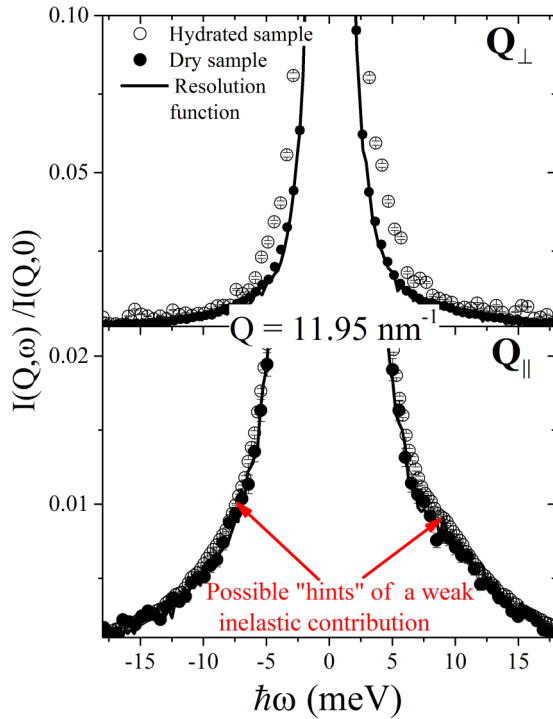 0.10
Hydrated sample
Dry sample
Resolution
function
Q⊥
0.05
I(Q,ω) /I(Q,0)
Q = 11.95 nm⁻¹
0.02
Q∥
0.01
Possible "hints" of a weak
inelastic contribution
-15 -10 -5 0 5 10 15
ħω (meV)